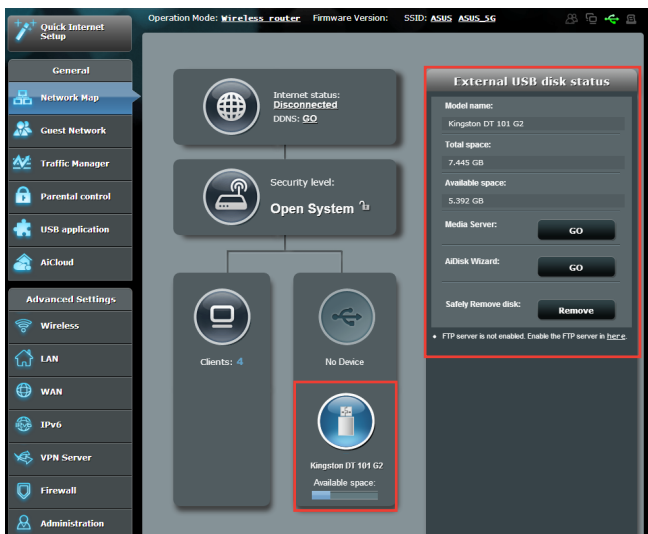 Operation Mode: Wireless router Firmware Version: SSID: ASUS ASUS_5G
Quick Internet
Setup
General
Network Map
Guest Network
Traffic Manager
Parental control
USB application
AiCloud
Advanced Settings
Wireless
LAN
WAN
IPv6
VPN Server
Firewall
Administration
Internet status:
Disconnected
DDNS: GO
Security level:
Open System
Clients: 4
No Device
Kingston DT 101 G2
Available space:
External USB disk status
Model name:
Kingston DT 101 G2
Total space:
7.445 GB
Available space:
5.392 GB
Media Server: GO
AiDisk Wizard: GO
Safely Remove disk: Remove
• FTP server is not enabled. Enable the FTP server in here.